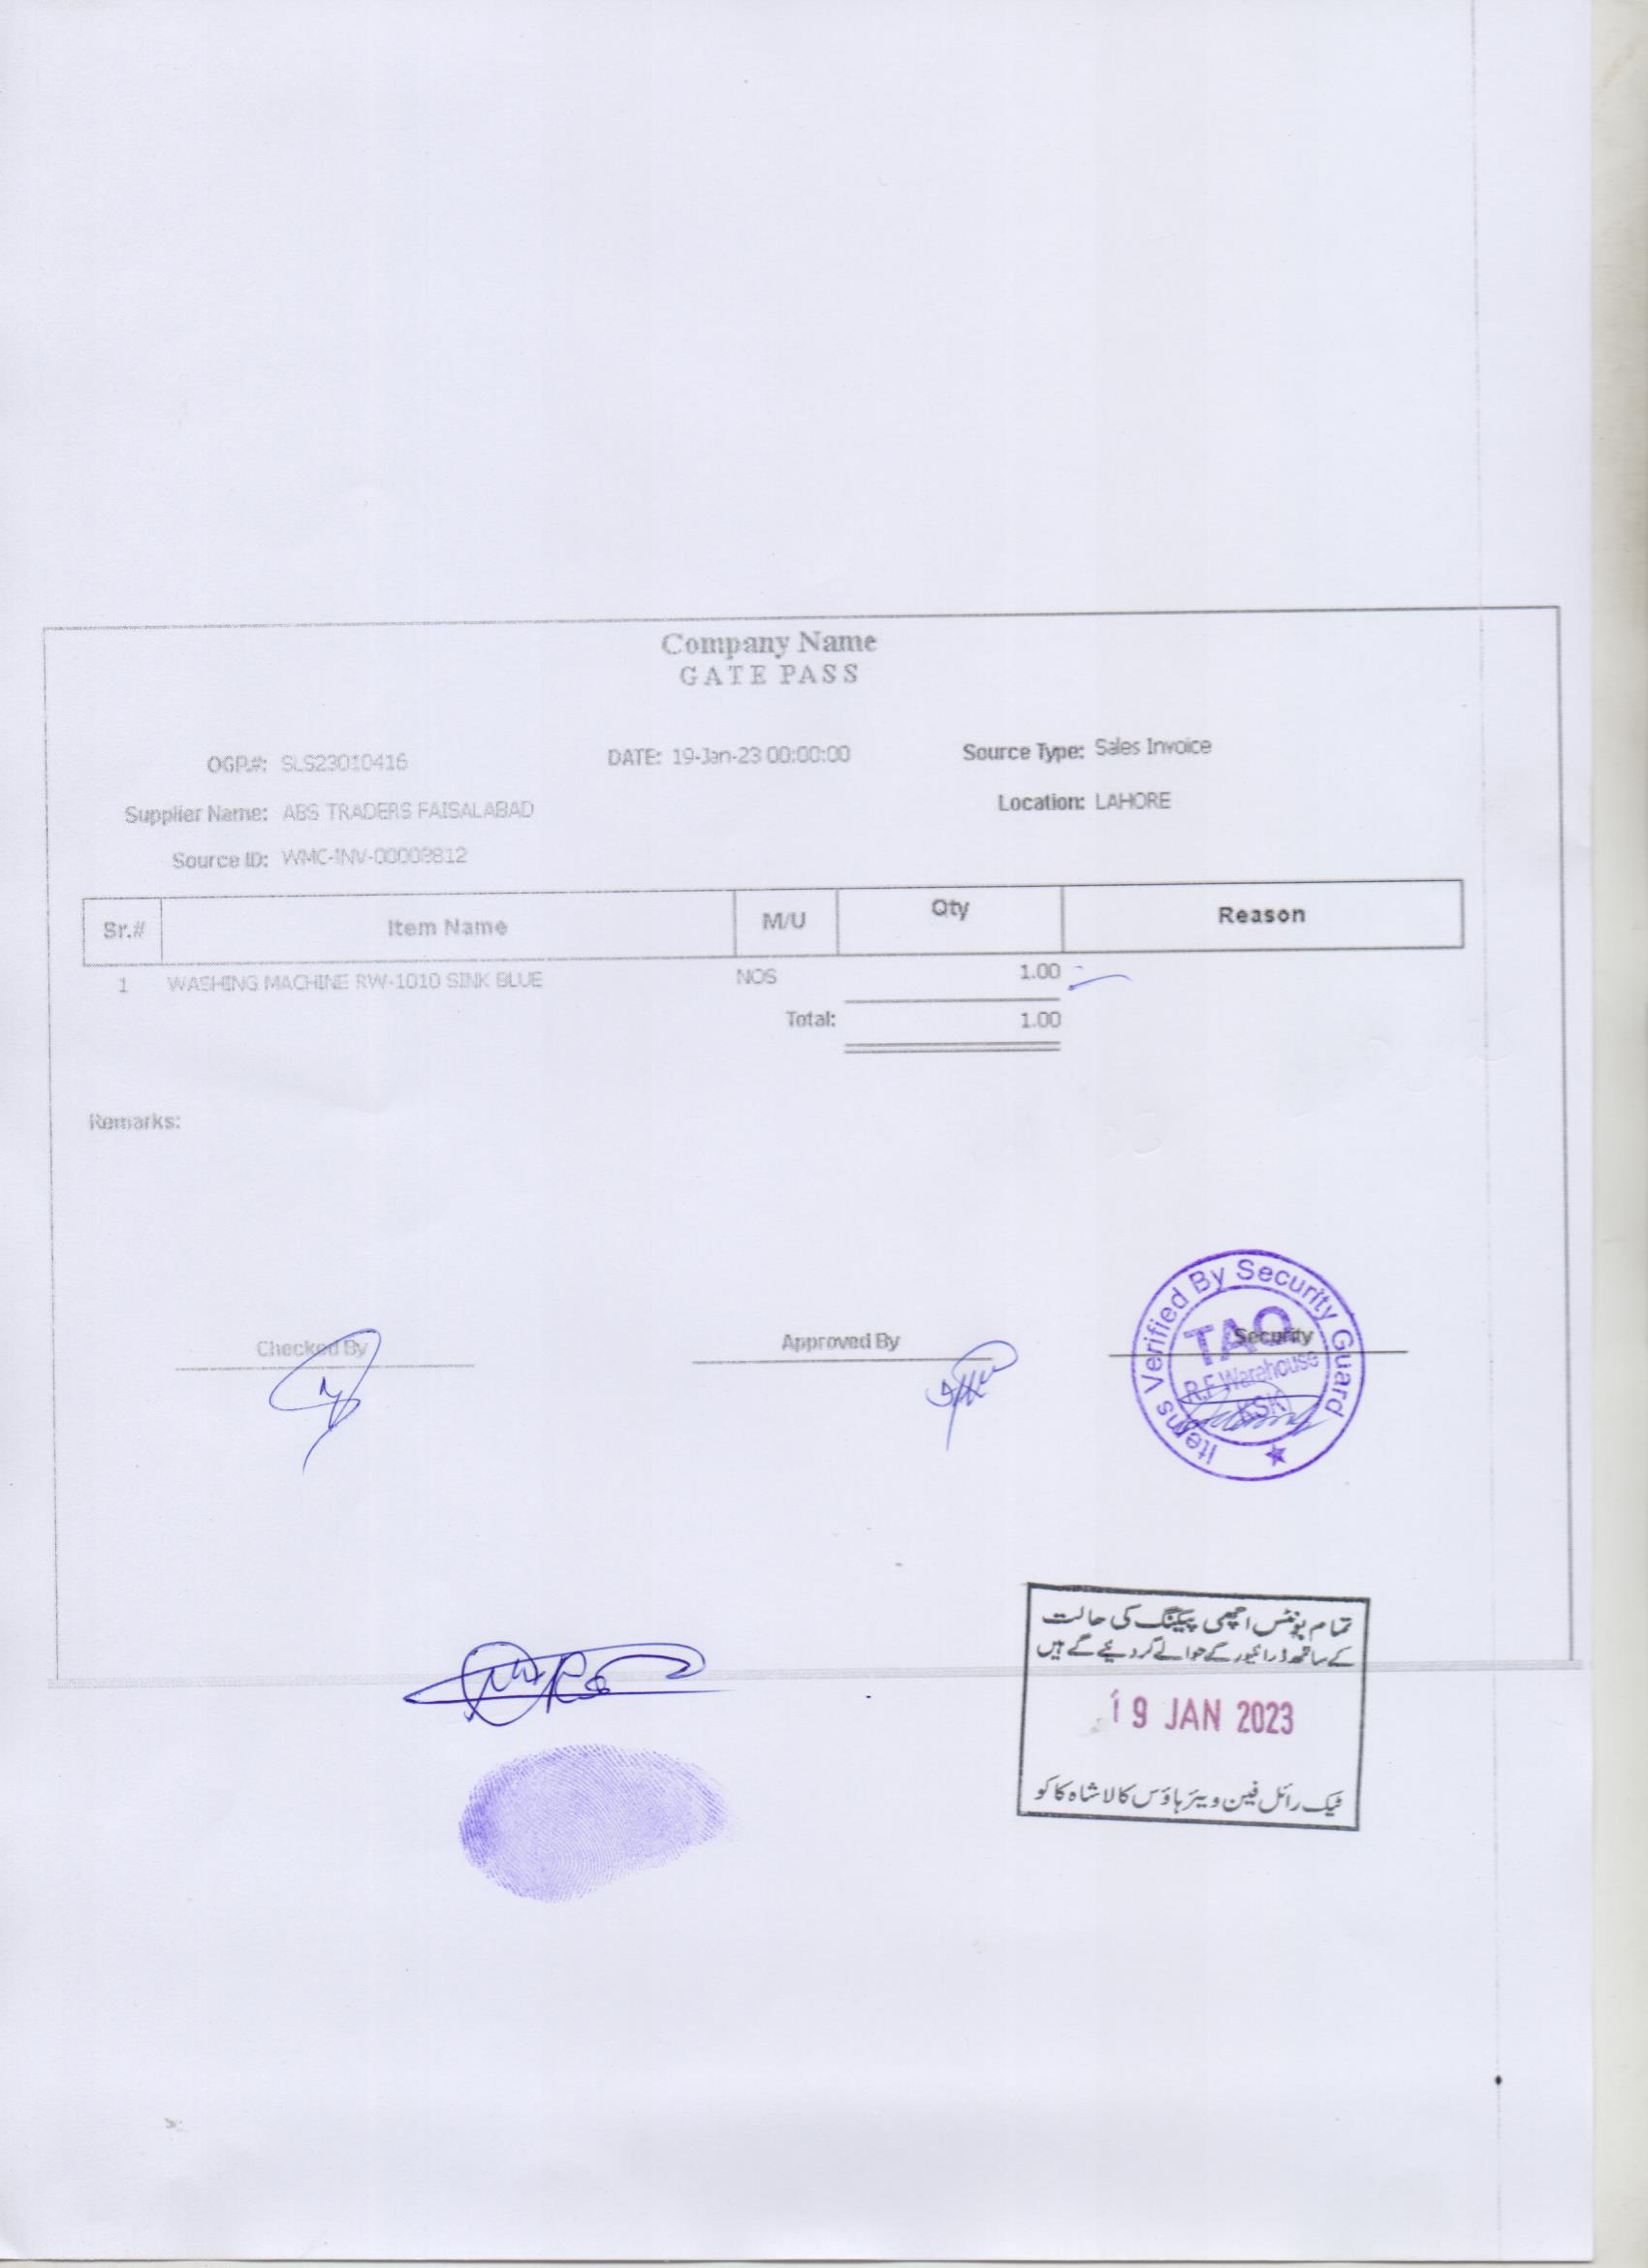 Company Name
GATE PASS
OGP.#: SLS23010416
DATE: 19-Jan-23 00:00:00
Source Type: Sales Invoice
Supplier Name: ABS TRADERS FAISALABAD
Location: LAHORE
Source ID: WMC-INV-00009812
Sr.# Item Name M/U Qty Reason
1 WASHING MACHINE RW-1010 SINK BLUE NOS 1.00
Total: 1.00
Remarks:
Checked By
Approved By
Security
Items Verified By Security Guard
TAQ
R.F Warehouse
KSK
تمام یونٹس اچھی پیکنگ کی حالت
کے ساتھ ڈرائیور کے حوالے کر دئیے گے ہیں
19 JAN 2023
ٹیک رائل فین ویئر ہاؤس کالا شاہ کاکو